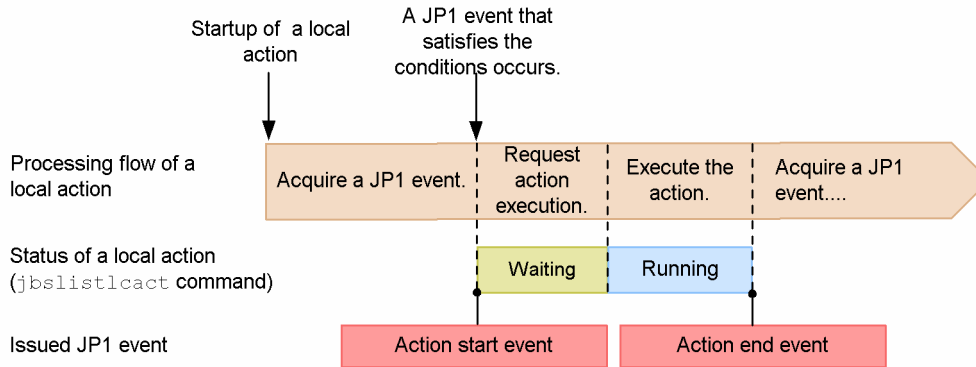 Startup of a local
action
A JP1 event that
satisfies the
conditions occurs.
Processing flow of a
local action
Acquire a JP1 event.
Request
action
execution.
Execute the
action.
Acquire a JP1
event....
Status of a local action
(jbslistlcact command)
Waiting
Running
Issued JP1 event
Action start event
Action end event